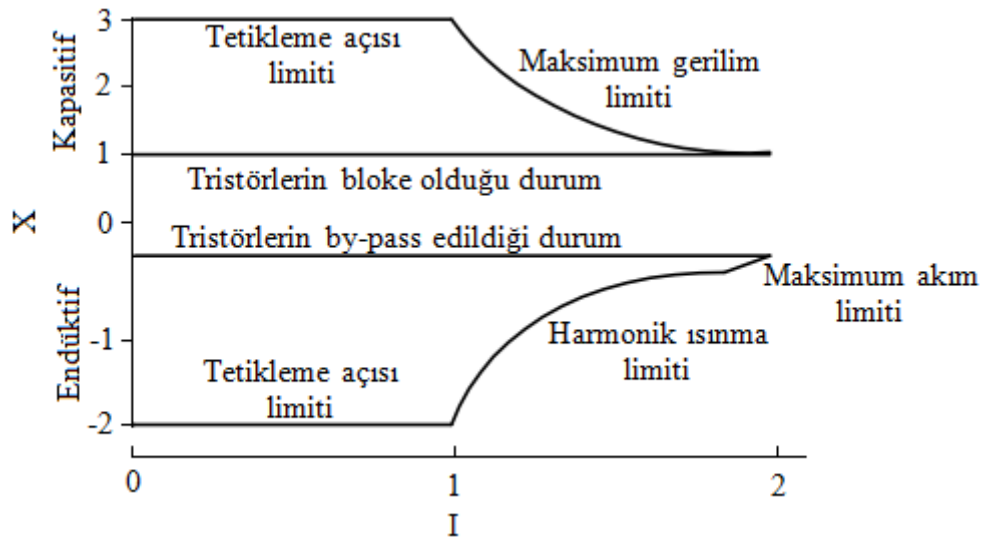 3
Tetikleme açısı
limiti
Maksimum gerilim
limiti
Kapasitif
2
1
Tristörlerin bloke olduğu durum
X
0
Tristörlerin by-pass edildiği durum
Maksimum akım
limiti
Endüktif
-1
Harmonik ısınma
limiti
Tetikleme açısı
limiti
-2
0
1
2
I